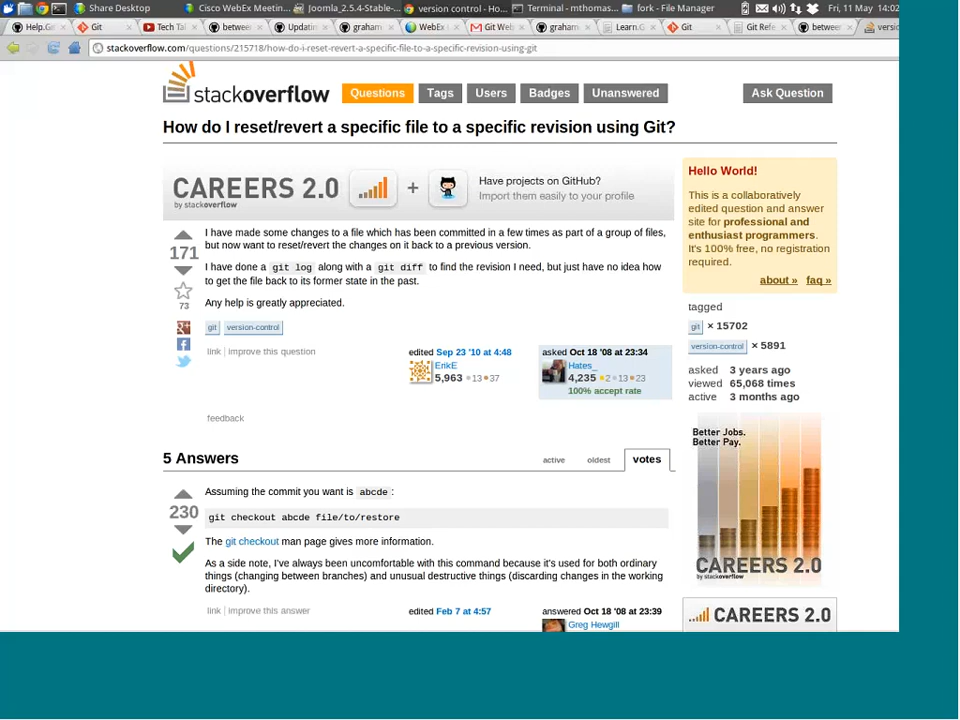 Share Desktop
Cisco WebEx Meetin...
Joomla_2.5.4-Stable-...
version control - Ho...
Terminal - mthomas...
fork - File Manager
Fri, 11 May 14:02
Help.Ge
Git
Tech Tal
betwee
Updatin
graham
WebEx
Git Web
graham
Learn.G
Git
Git Refe
betwee
versio
stackoverflow.com/questions/215718/how-do-i-reset-revert-a-specific-file-to-a-specific-revision-using-git
stackoverflow
Questions
Tags
Users
Badges
Unanswered
Ask Question
How do I reset/revert a specific file to a specific revision using Git?
CAREERS 2.0
by stackoverflow
+
Have projects on GitHub?
Import them easily to your profile
Hello World!
This is a collaboratively
edited question and answer
site for professional and
enthusiast programmers.
It's 100% free, no registration
required.
about » faq »
171
73
I have made some changes to a file which has been committed in a few times as part of a group of files,
but now want to reset/revert the changes on it back to a previous version.
I have done a git log along with a git diff to find the revision I need, but just have no idea how
to get the file back to its former state in the past.
Any help is greatly appreciated.
git version-control
link | improve this question
edited Sep 23 '10 at 4:48
ErikE
5,963 ●13 ●37
asked Oct 18 '08 at 23:34
Hates_
4,235 ●2 ●13 ●23
100% accept rate
feedback
tagged
git × 15702
version-control × 5891
asked 3 years ago
viewed 65,068 times
active 3 months ago
Better Jobs.
Better Pay.
CAREERS 2.0
by stackoverflow
5 Answers
active
oldest
votes
230
Assuming the commit you want is abcde :
git checkout abcde file/to/restore
The git checkout man page gives more information.
As a side note, I've always been uncomfortable with this command because it's used for both ordinary
things (changing between branches) and unusual destructive things (discarding changes in the working
directory).
link | improve this answer
edited Feb 7 at 4:57
answered Oct 18 '08 at 23:39
Greg Hewgill
CAREERS 2.0